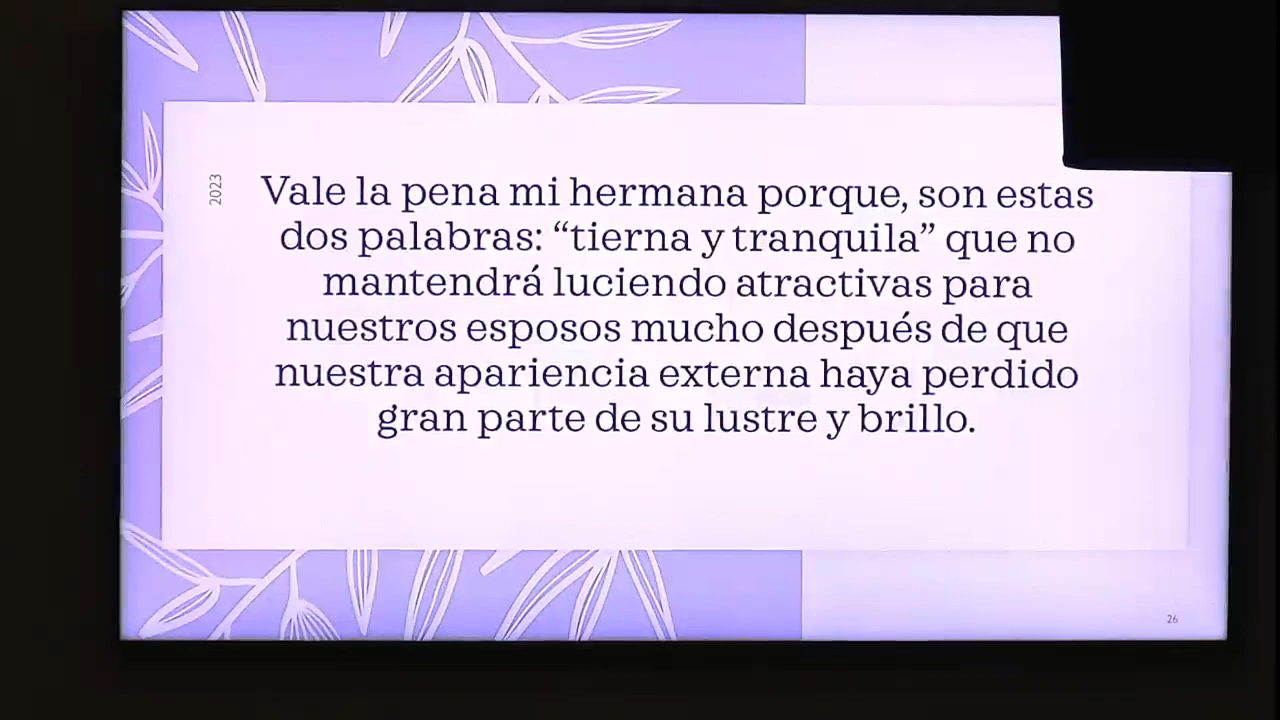 2023
Vale la pena mi hermana porque, son estas
dos palabras: “tierna y tranquila” que no
mantendrá luciendo atractivas para
nuestros esposos mucho después de que
nuestra apariencia externa haya perdido
gran parte de su lustre y brillo.
26